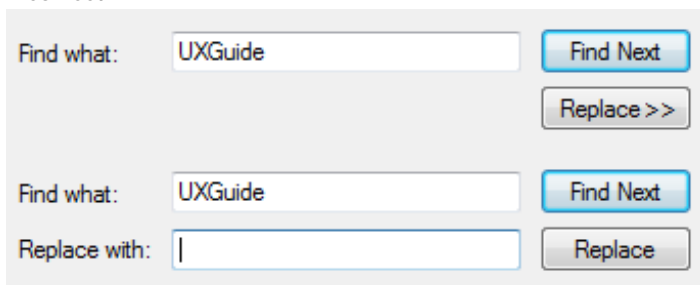 Find what: UXGuide Find Next
Replace >>
Find what: UXGuide Find Next
Replace with: Replace